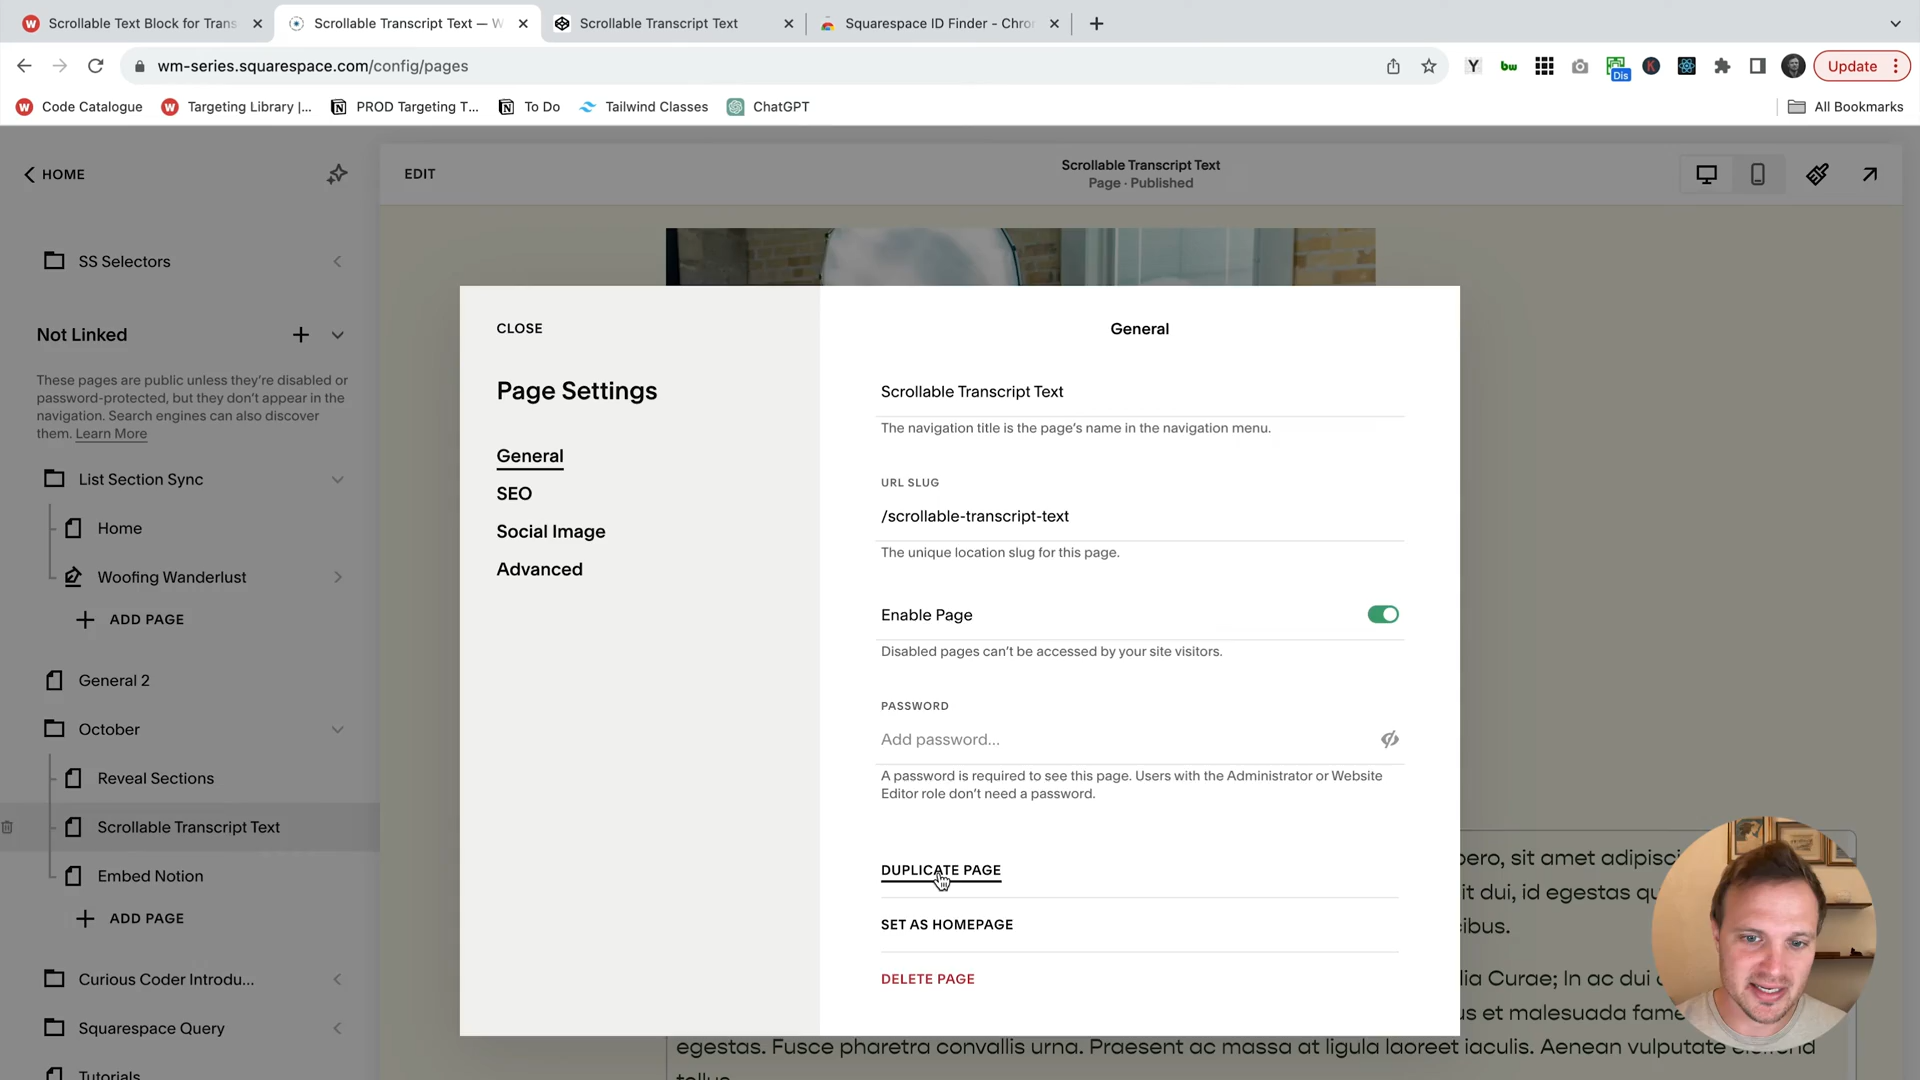 Scrollable Text Block for Trans
Scrollable Transcript Text — W
Scrollable Transcript Text
Squarespace ID Finder - Chro
wm-series.squarespace.com/config/pages
Y
bw
Dis
K
Update
Code Catalogue
Targeting Library |...
PROD Targeting T...
To Do
Tailwind Classes
ChatGPT
All Bookmarks
HOME
EDIT
Scrollable Transcript Text
Page · Published
SS Selectors
Not Linked
These pages are public unless they’re disabled or
password-protected, but they don’t appear in the
navigation. Search engines can also discover
them. Learn More
List Section Sync
Home
Woofing Wanderlust
ADD PAGE
General 2
October
Reveal Sections
Scrollable Transcript Text
Embed Notion
ADD PAGE
Curious Coder Introdu...
Squarespace Query
Tutorials
CLOSE
Page Settings
General
SEO
Social Image
Advanced
General
Scrollable Transcript Text
The navigation title is the page’s name in the navigation menu.
URL SLUG
/scrollable-transcript-text
The unique location slug for this page.
Enable Page
Disabled pages can’t be accessed by your site visitors.
PASSWORD
Add password...
A password is required to see this page. Users with the Administrator or Website
Editor role don’t need a password.
DUPLICATE PAGE
SET AS HOMEPAGE
DELETE PAGE
sit amet
it dui, id egestas
cibus.
lia Curae; In ac dui
us et malesuada fame
egestas. Fusce pharetra convallis urna. Praesent ac massa at ligula laoreet iaculis. Aenean vulputate eleifend
tellus